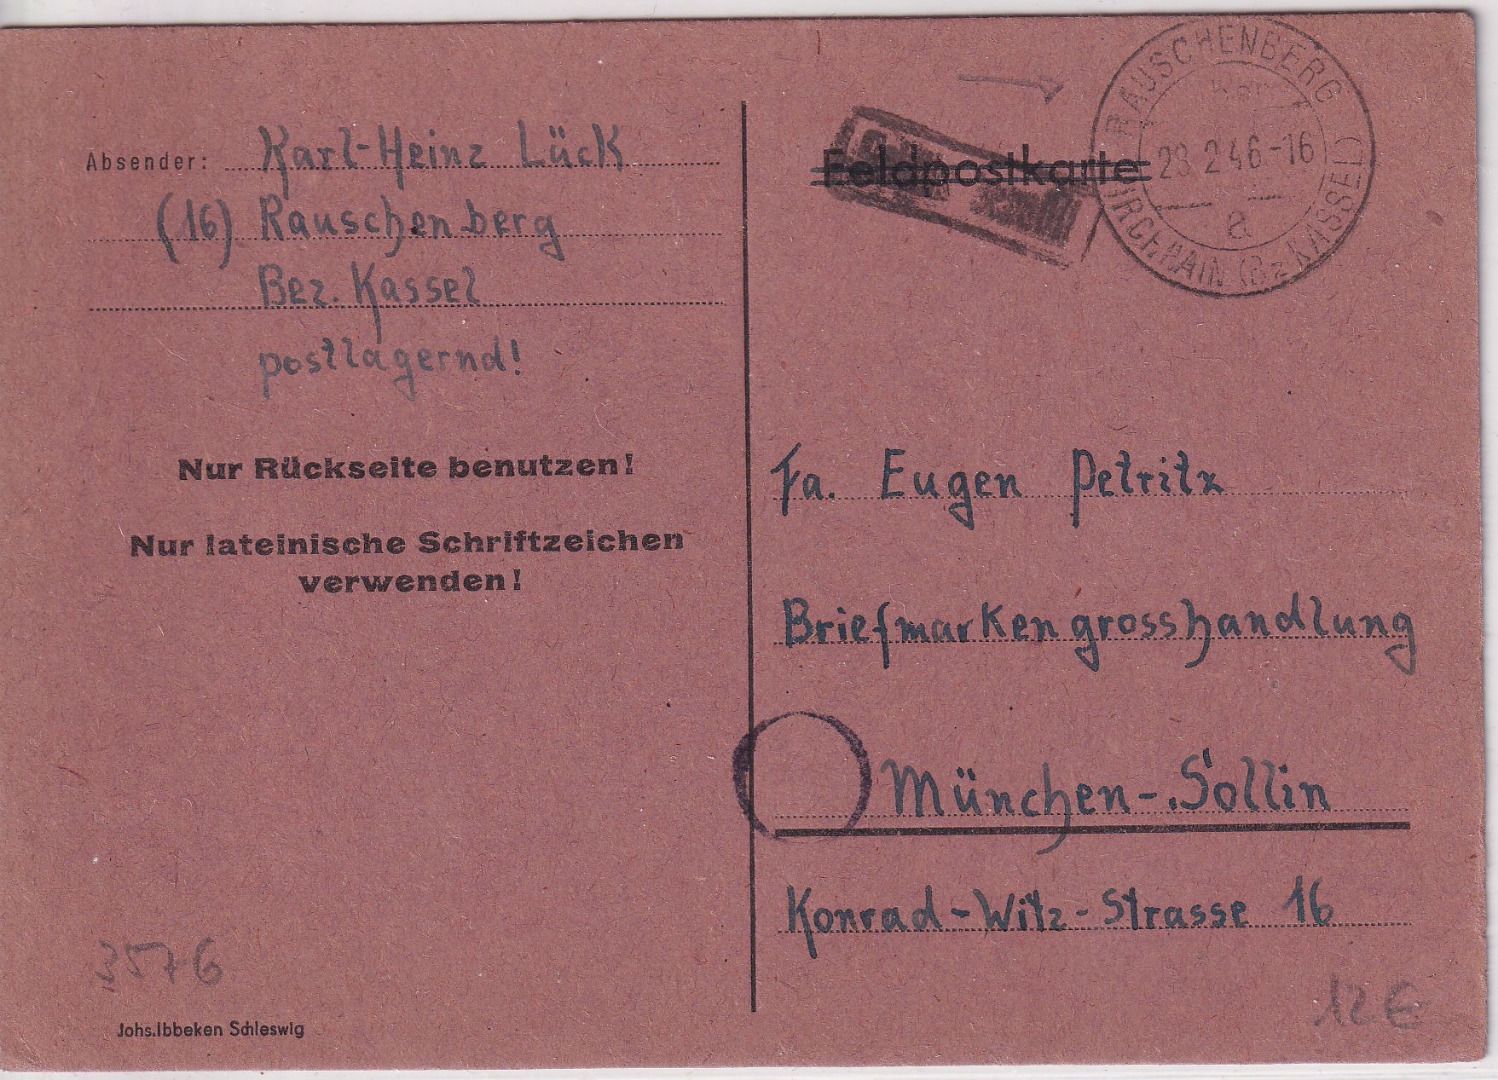 Absender: Karl-Heinz Lück
(16) Rauschenberg
Bez. Kassel
postlagernd!
Nur Rückseite benutzen!
Nur lateinische Schriftzeichen
verwenden!
3576
Johs.Ibbeken Schleswig
Feldpostkarte
RAUSCHENBERG
28.2.46-16
a
KIRCHHAIN (Bz KASSEL)
Fa. Eugen Petritz
Briefmarkengrosshandlung
München-Sollin
Konrad-Witz-Strasse 16
12€